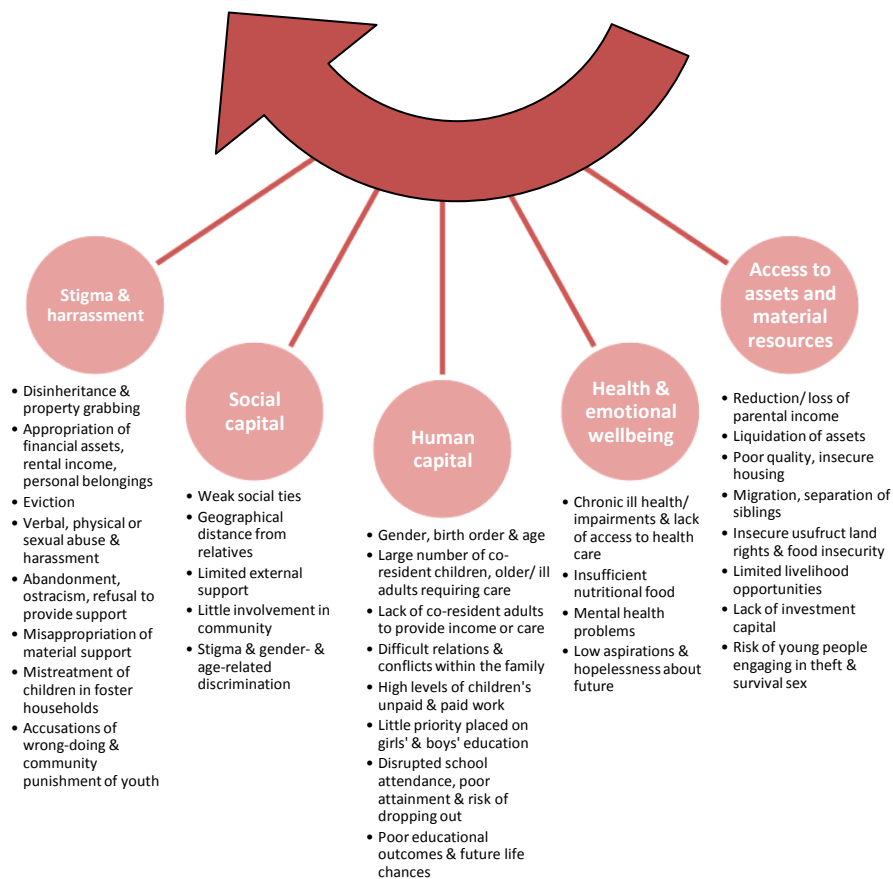 Stigma &
harrassment
• Disinheritance &
property grabbing
• Appropriation of
financial assets,
rental income,
personal belongings
• Eviction
• Verbal, physical or
sexual abuse &
harassment
• Abandonment,
ostracism, refusal to
provide support
• Misappropriation of
material support
• Mistreatment of
children in foster
households
• Accusations of
wrong-doing &
community
punishment of youth
Social
capital
• Weak social ties
• Geographical
distance from
relatives
• Limited external
support
• Little involvement in
community
• Stigma & gender- &
age-related
discrimination
Human
capital
• Gender, birth order & age
• Large number of co-
resident children, older/ ill
adults requiring care
• Lack of co-resident adults
to provide income or care
• Difficult relations &
conflicts within the family
• High levels of children's
unpaid & paid work
• Little priority placed on
girls' & boys' education
• Disrupted school
attendance, poor
attainment & risk of
dropping out
• Poor educational
outcomes & future life
chances
Health &
emotional
wellbeing
• Chronic ill health/
impairments & lack
of access to health
care
• Insufficient
nutritional food
• Mental health
problems
• Low aspirations &
hopelessness about
future
Access to
assets and
material
resources
• Reduction/ loss of
parental income
• Liquidation of assets
• Poor quality, insecure
housing
• Migration, separation of
siblings
• Insecure usufruct land
rights & food insecurity
• Limited livelihood
opportunities
• Lack of investment
capital
• Risk of young people
engaging in theft &
survival sex